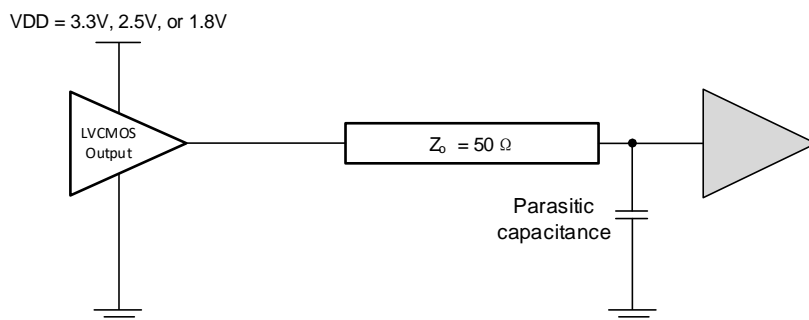 VDD = 3.3V, 2.5V, or 1.8V
LVCMOS
Output
Zo = 50 Ω
Parasitic
capacitance